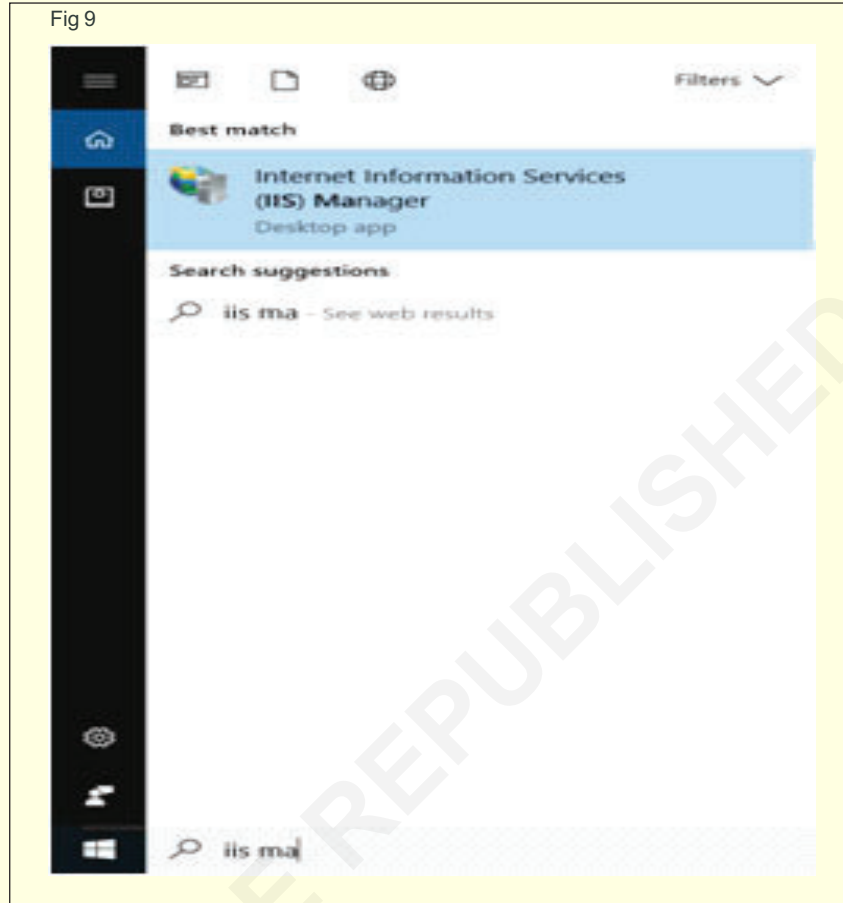 Fig 9
Filters
Best match
Internet Information Services
(IIS) Manager
Desktop app
Search suggestions
iis ma - See web results
iis ma
E REPUBLISHED